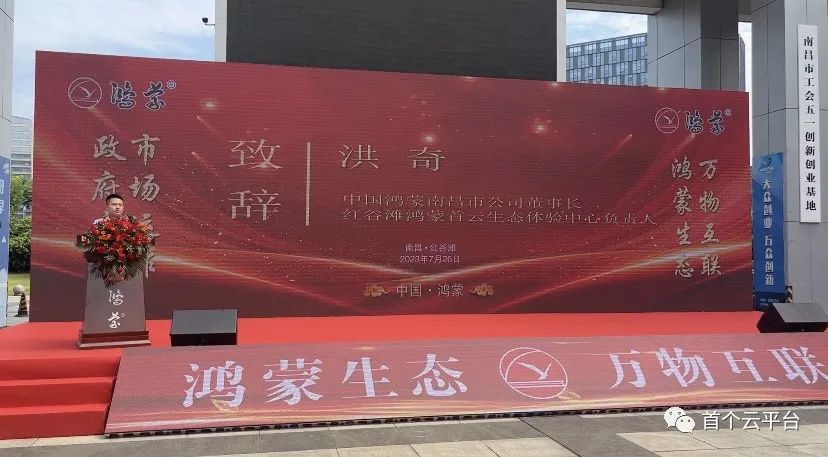 鸿蒙®
鸿蒙®
市场
政府
致辞
洪奇
中国鸿蒙南昌市公司董事长
红谷滩鸿蒙首云生态体验中心负责人
南昌·红谷滩
2023年7月26日
中国·鸿蒙
万物互联
鸿蒙生态
鸿蒙
鸿蒙生态
万物互联
南昌市工会五一创新创业基地
大众创业 万众创新
首个云平台